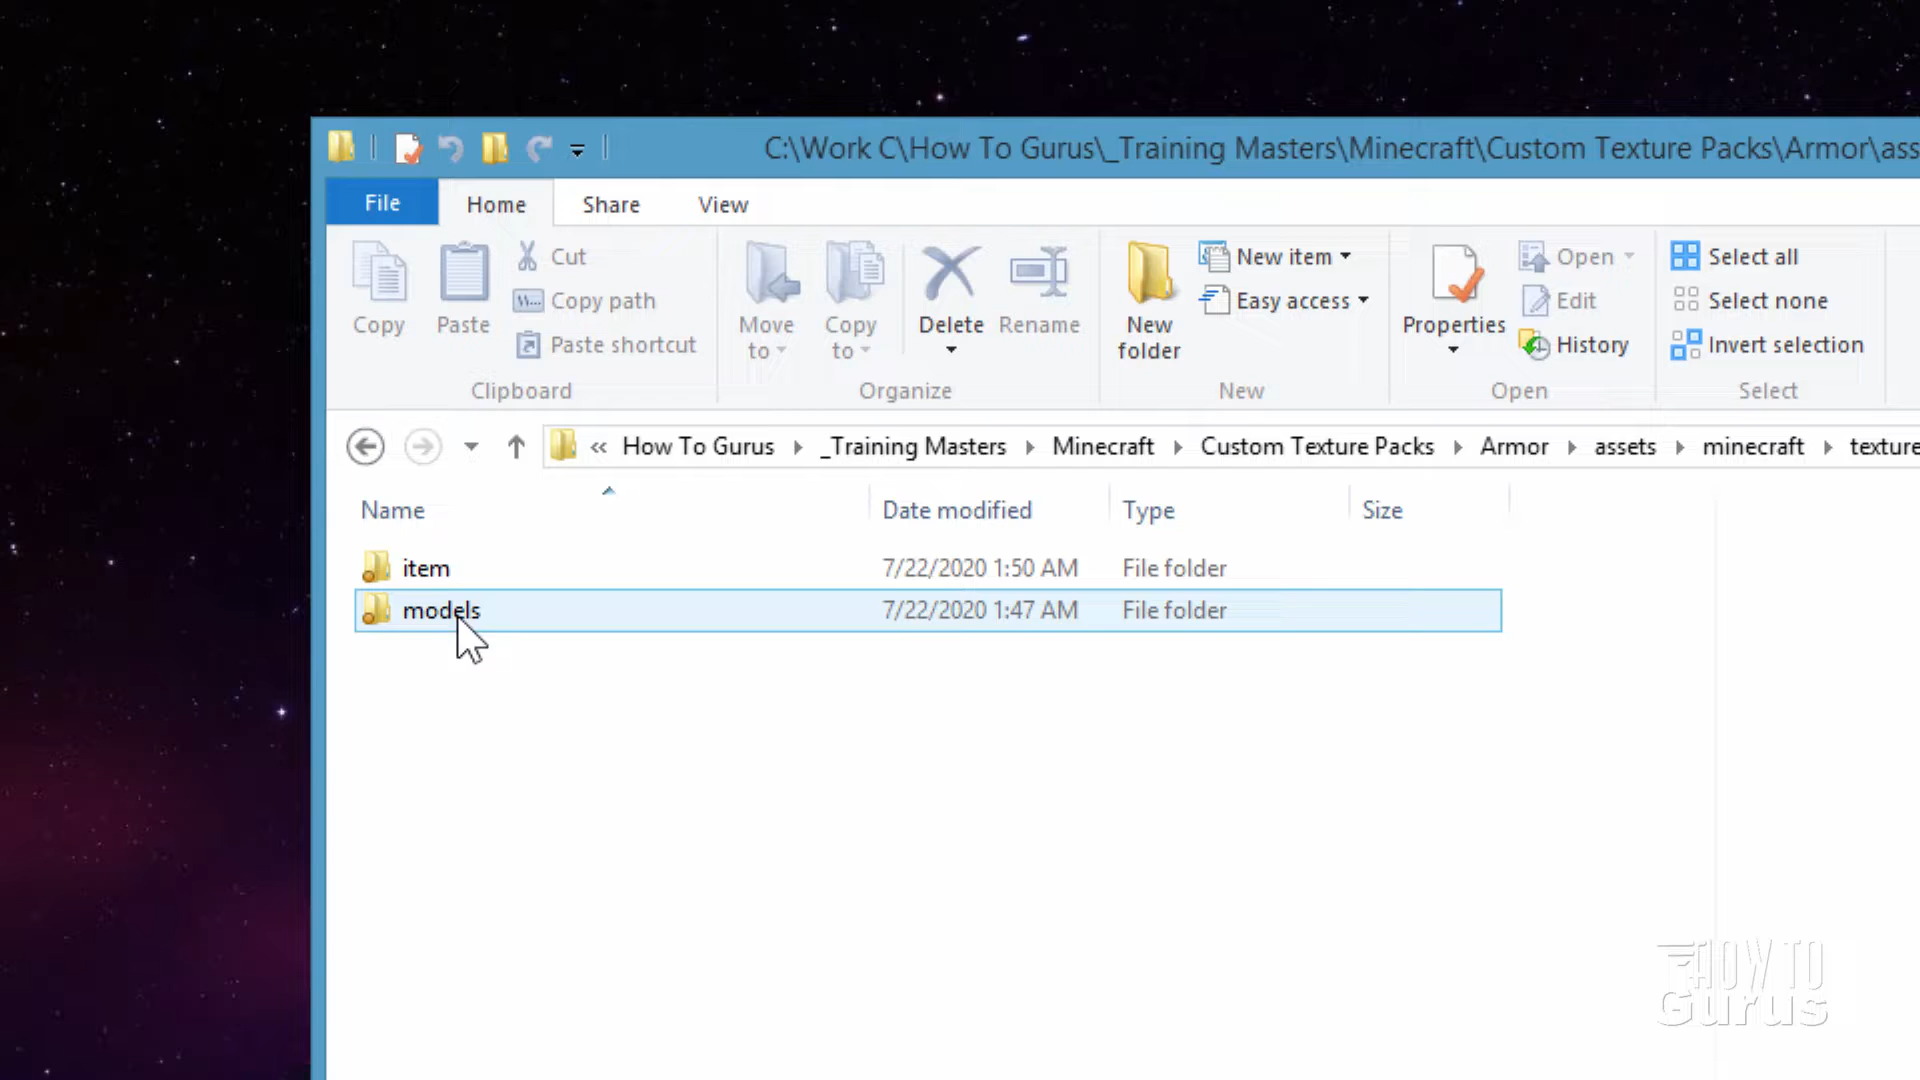 C:\Work C\How To Gurus\_Training Masters\Minecraft\Custom Texture Packs\Armor\ass
File Home Share View
Copy
Paste
Cut
Copy path
Paste shortcut
Clipboard
Move to
Copy to
Delete
Rename
Organize
New folder
New item
Easy access
New
Properties
Open
Edit
History
Open
Select all
Select none
Invert selection
Select
« How To Gurus _Training Masters Minecraft Custom Texture Packs Armor assets minecraft texture
Name Date modified Type Size
item 7/22/2020 1:50 AM File folder
models 7/22/2020 1:47 AM File folder
HOW TO
Gurus